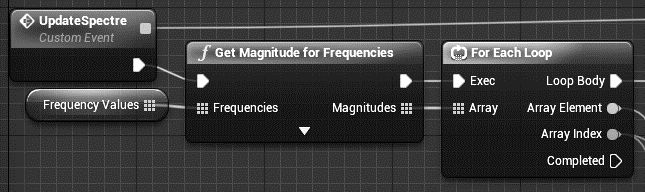 UpdateSpectre
Custom Event
Frequency Values
f Get Magnitude for Frequencies
Frequencies
Magnitudes
For Each Loop
Exec
Loop Body
Array
Array Element
Array Index
Completed